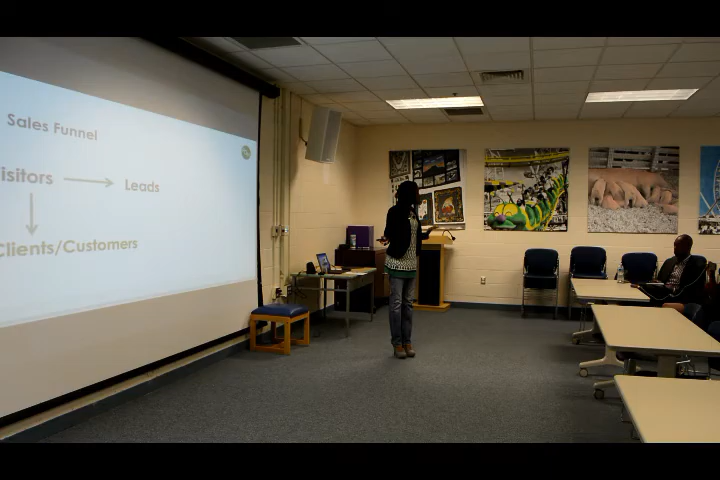 Sales Funnel
isitors → Leads
Clients/Customers